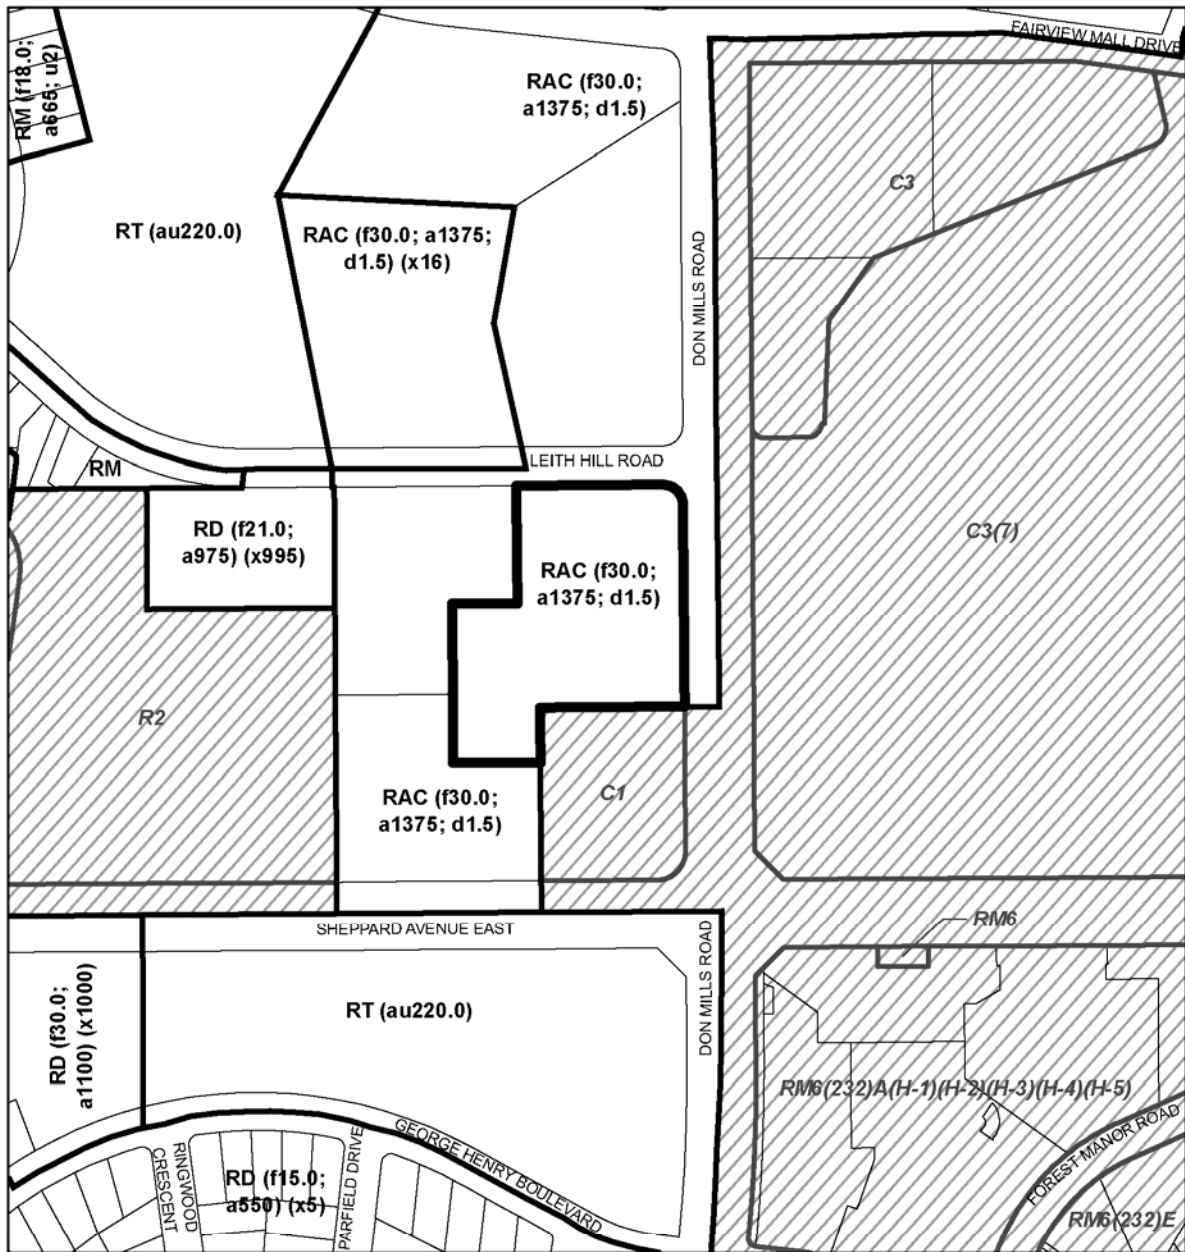 FAIRVIEW MALL DRIVE
RM (f18.0;
a665; u2)
RAC (f30.0;
a1375; d1.5)
C3
RT (au220.0)
RAC (f30.0; a1375;
d1.5) (x16)
DON MILLS ROAD
LEITH HILL ROAD
RM
RD (f21.0;
a975) (x995)
C3(7)
RAC (f30.0;
a1375; d1.5)
R2
RAC (f30.0;
a1375; d1.5)
C1
SHEPPARD AVENUE EAST
RM6
DON MILLS ROAD
RD (f30.0;
a1100) (x1000)
RT (au220.0)
RM6(232)A(H-1)(H-2)(H-3)(H-4)(H-5)
GEORGE HENRY BOULEVARD
FOREST MANOR ROAD
RINGWOOD
CRESCENT
RD (f15.0;
a550) (x5)
PARFIELD DRIVE
RM6(232)E